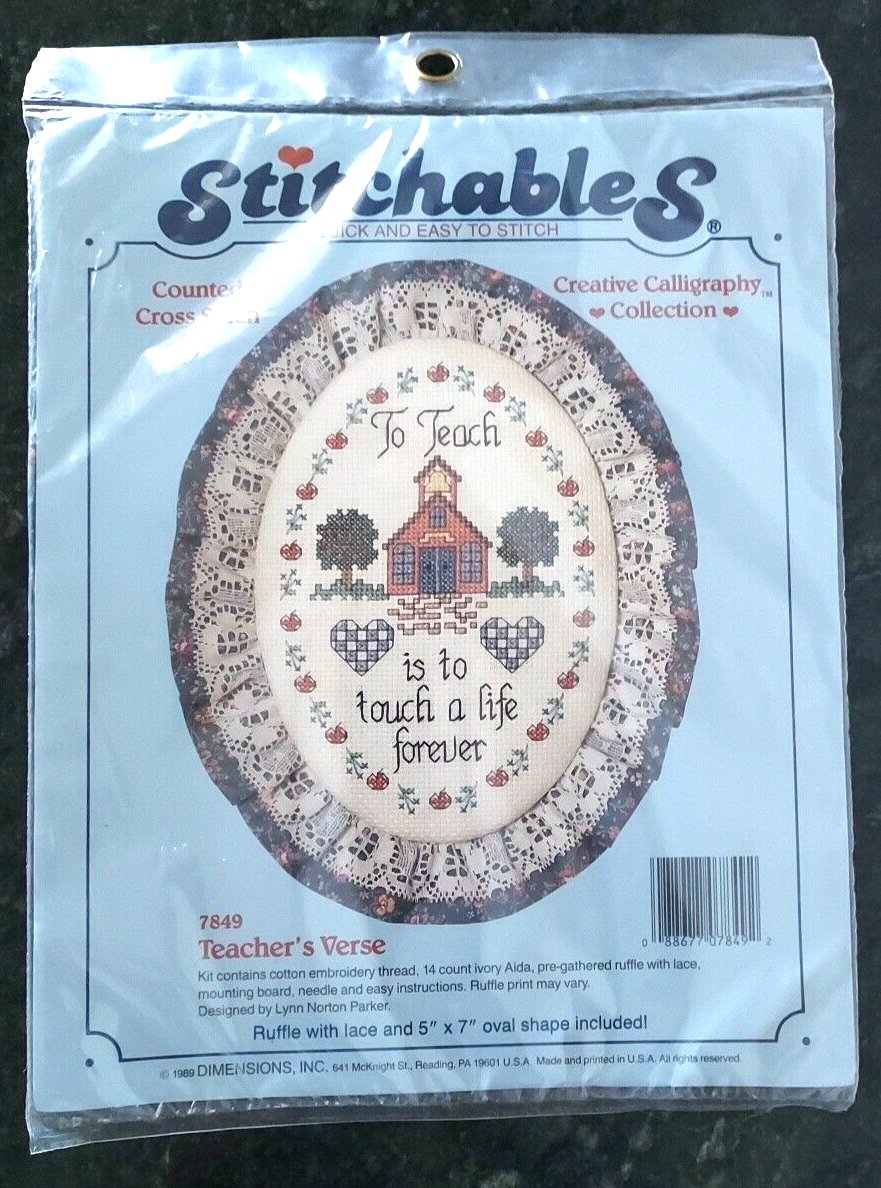 StitchableS®
QUICK AND EASY TO STITCH
Counted
Cross Stitch
Creative Calligraphy™
❤ Collection ❤
To Teach
is to
touch a life
forever
7849
Teacher's Verse
Kit contains cotton embroidery thread, 14 count ivory Aida, pre-gathered ruffle with lace,
mounting board, needle and easy instructions. Ruffle print may vary.
Designed by Lynn Norton Parker.
Ruffle with lace and 5" x 7" oval shape included!
0 88677 07849 2
© 1989 DIMENSIONS, INC. 641 McKnight St., Reading, PA 19601 U.S.A. Made and printed in U.S.A. All rights reserved.